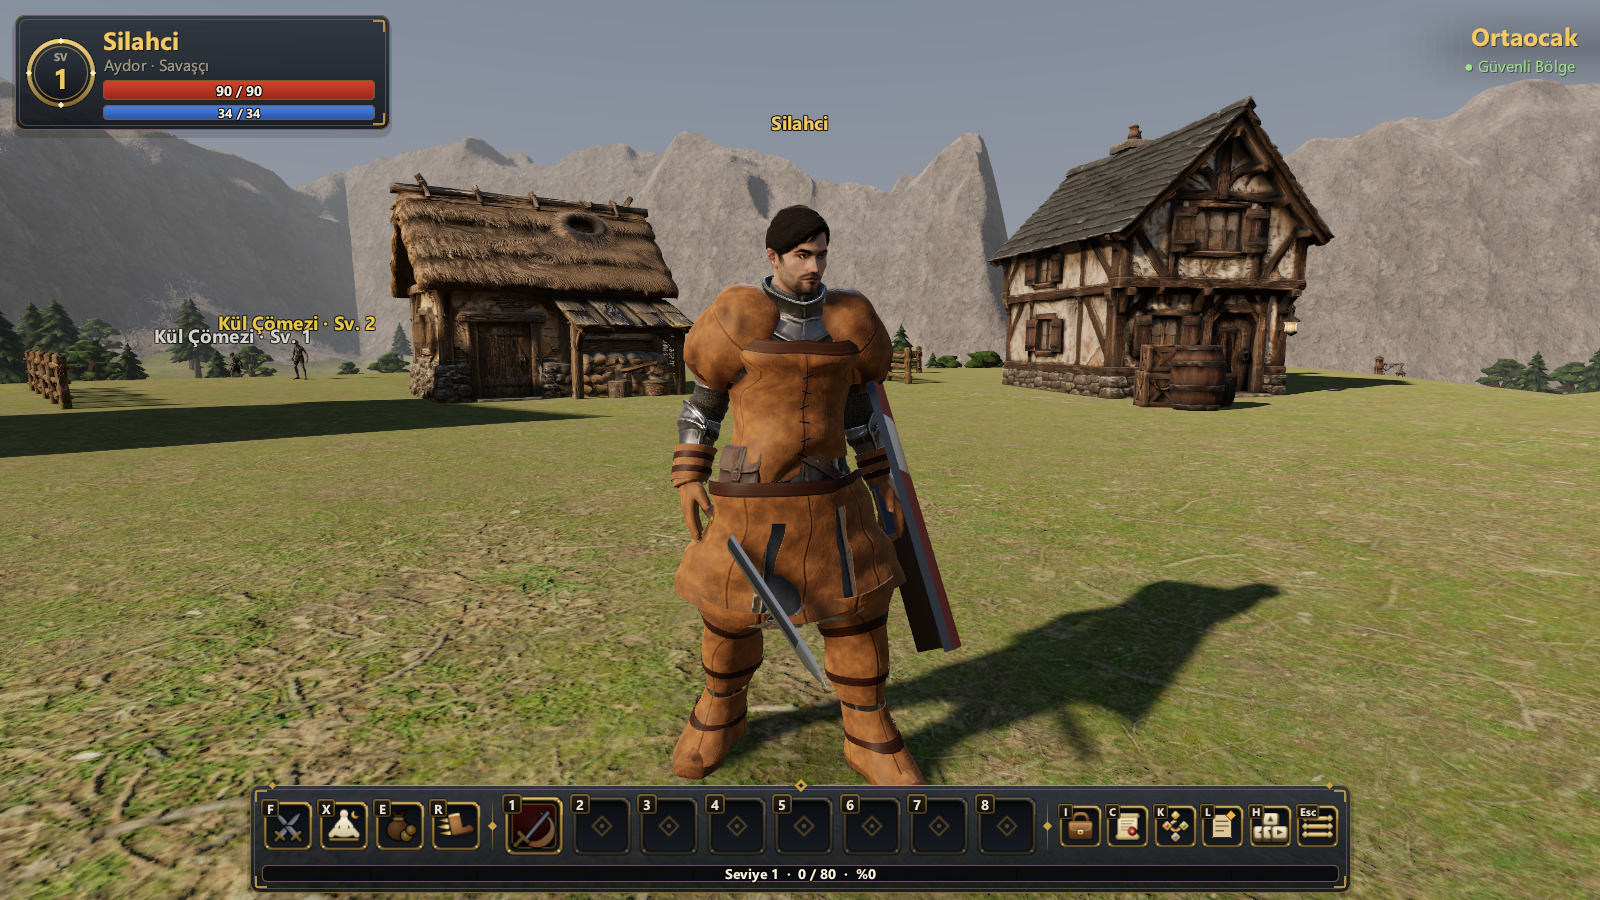 SV
1
Silahci
Aydor · Savaşçı
90 / 90
34 / 34
Ortaocak
Güvenli Bölge
Silahci
Kül Çömezi · Sv. 2
Kül Çömezi · Sv. 1
F X E R 1 2 3 4 5 6 7 8 I C K L H Esc
Seviye 1 · 0 / 80 · %0